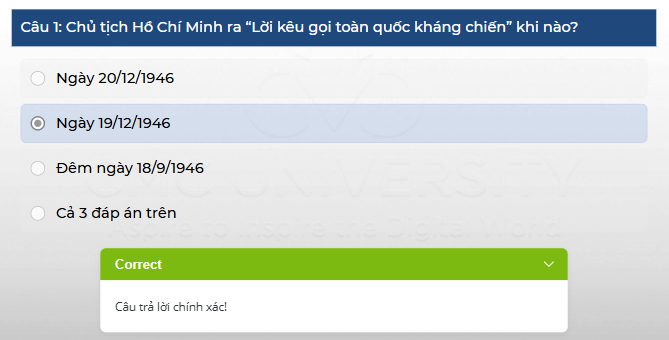 Câu 1: Chủ tịch Hồ Chí Minh ra “Lời kêu gọi toàn quốc kháng chiến” khi nào?
Ngày 20/12/1946
Ngày 19/12/1946
Đêm ngày 18/9/1946
CMC UNIVERSITY
Cả 3 đáp án trên
Aspire to Inspire the Digital World
Correct
Câu trả lời chính xác!